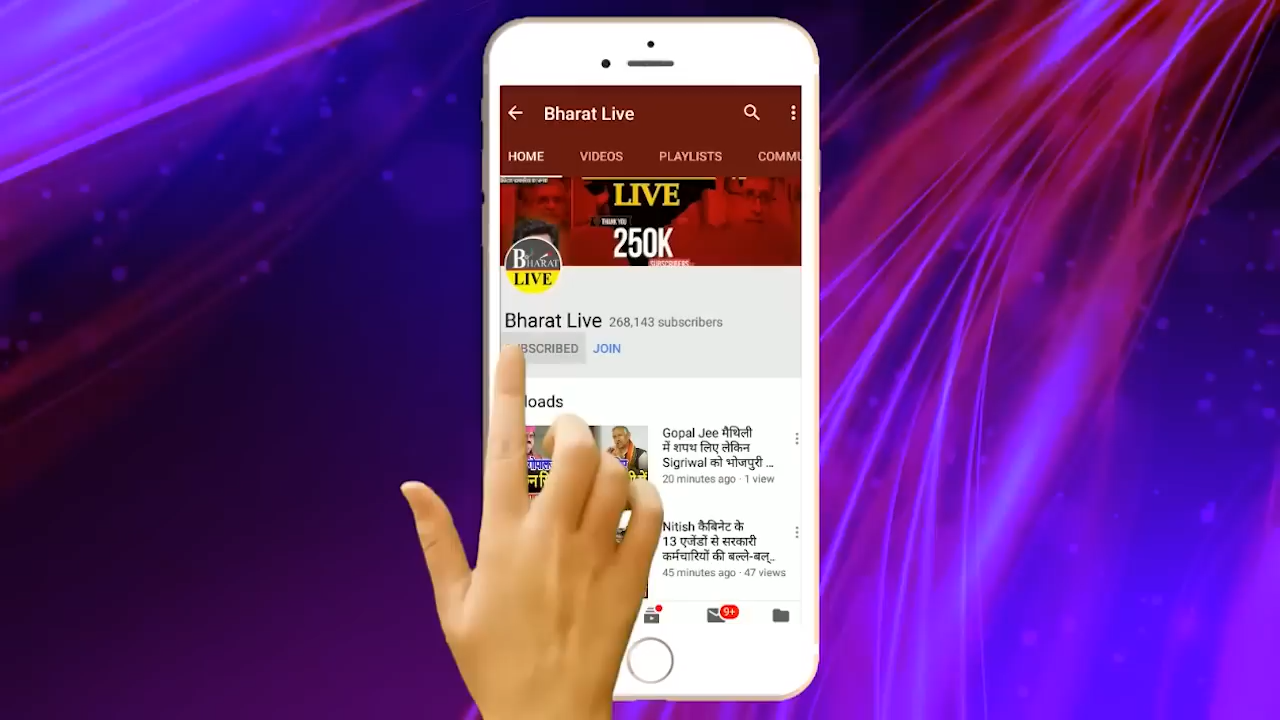 Bharat Live
HOME VIDEOS PLAYLISTS COMMU
LIVE
THANK YOU
250K
SUBSCRIBERS
BHARAT
LIVE
Bharat Live 268,143 subscribers
BSCRIBED JOIN
loads
Gopal Jee मैथिली
में शपथ लिए लेकिन
Sigriwal को भोजपुरी ...
20 minutes ago · 1 view
Nitish कैबिनेट के
13 एजेंडों से सरकारी
कर्मचारियों की बल्ले-बल्..
45 minutes ago · 47 views
9+